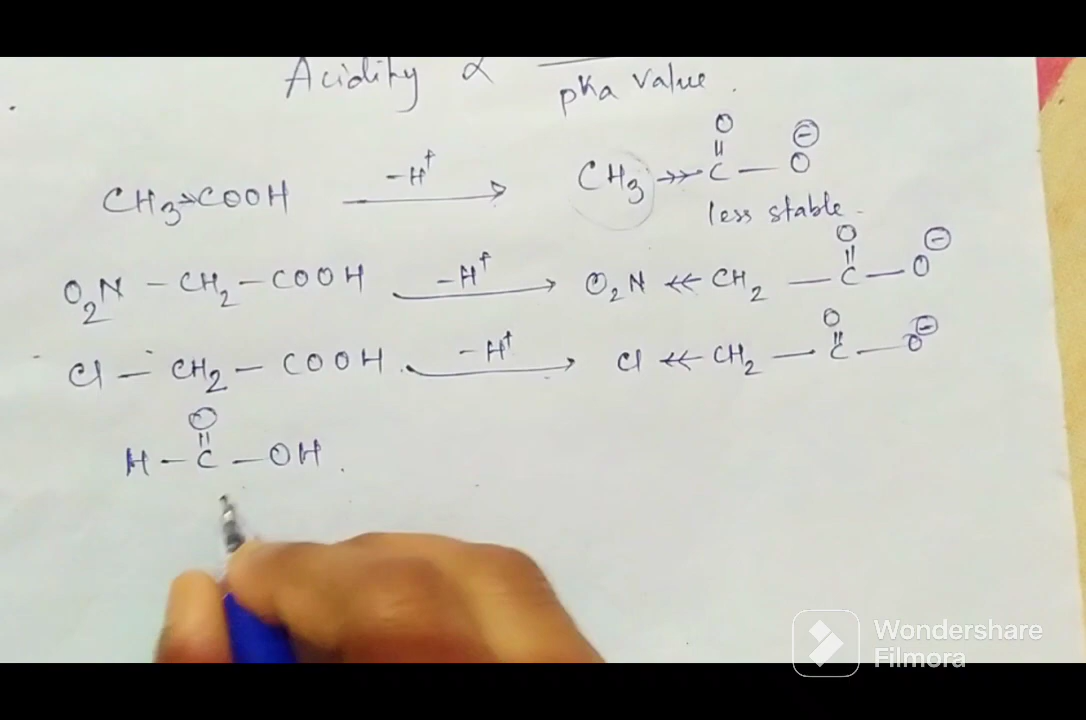 Acidity ∝ pKa value.
CH3→COOH —(-H⁺)→ CH3→→C(=O)—O⊖
less stable.
O2N—CH2—COOH —(-H⁺)→ O2N←←CH2—C(=O)—O⊖
Cl—CH2—COOH —(-H⁺)→ Cl←←CH2—C(=O)—O⊖
H—C(=O)—OH.
Wondershare
Filmora